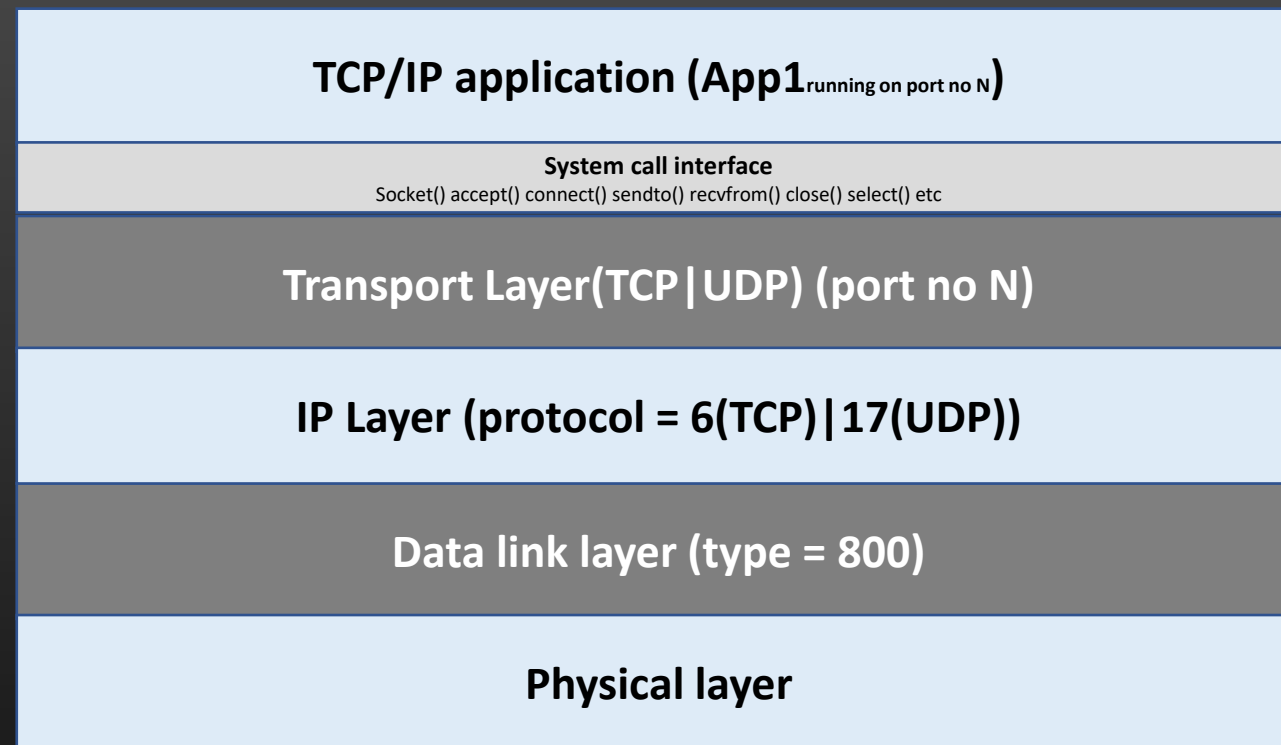 TCP/IP application (App1running on port no N)
System call interface
Socket() accept() connect() sendto() recvfrom() close() select() etc
Transport Layer(TCP|UDP) (port no N)
IP Layer (protocol = 6(TCP)|17(UDP))
Data link layer (type = 800)
Physical layer